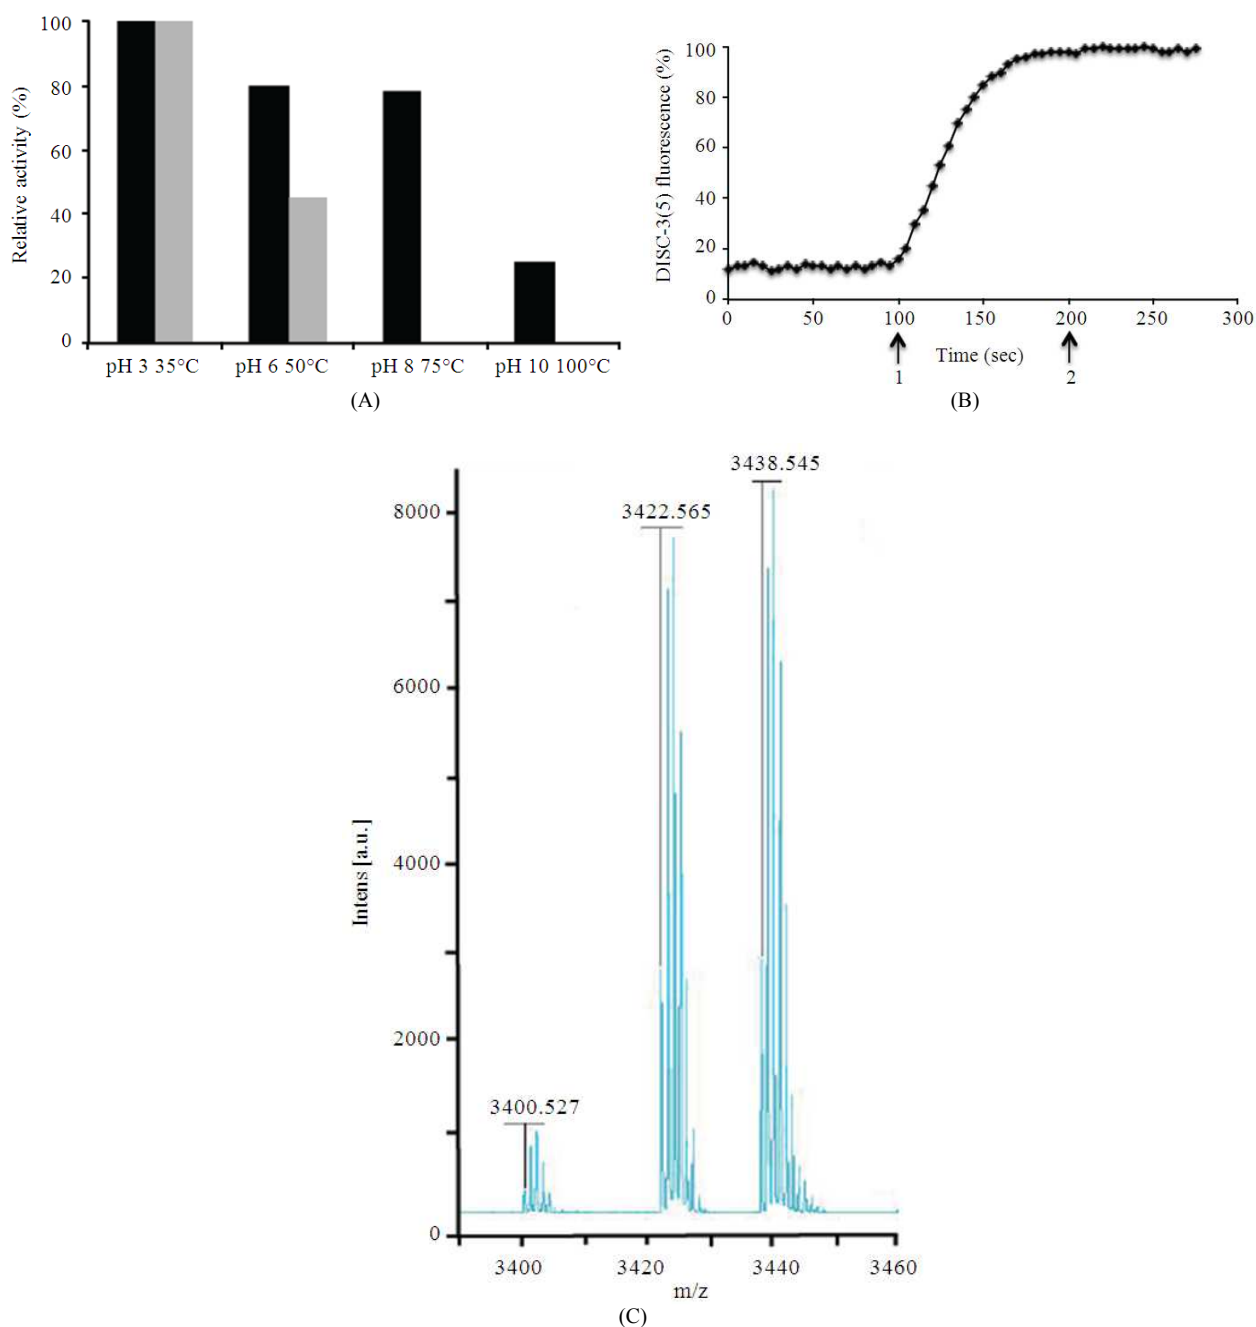 100
80
60
40
20
0
Relative activity (%)
pH 3 35°C pH 6 50°C pH 8 75°C pH 10 100°C
(A)
100
80
60
40
20
0
DISC-3(5) fluorescence (%)
0 50 100 150 200 250 300
Time (sec)
1 2
(B)
3438.545
3422.565
3400.527
8000
6000
4000
2000
0
Intens [a.u.]
3400 3420 3440 3460
m/z
(C)